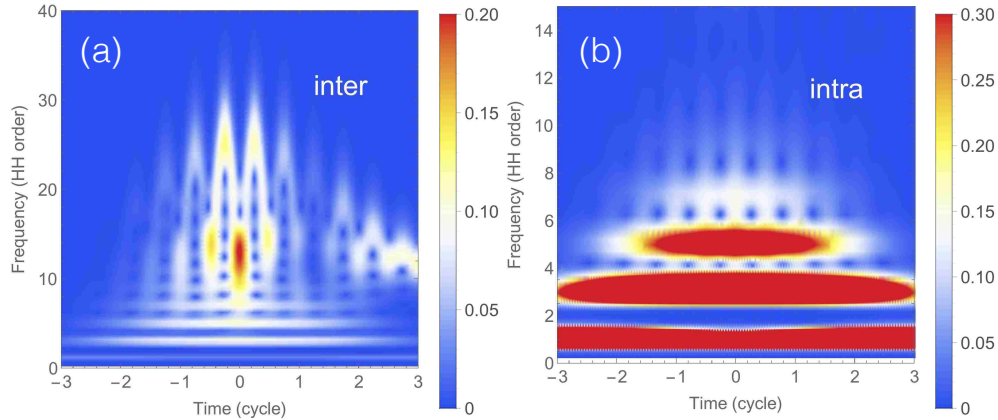 (a)
inter
Frequency (HH order)
40
30
20
10
0
−3 −2 −1 0 1 2 3
Time (cycle)
0.20
0.15
0.10
0.05
0
(b)
intra
Frequency (HH order)
14
12
10
8
6
4
2
0
−3 −2 −1 0 1 2 3
Time (cycle)
0.30
0.25
0.20
0.15
0.10
0.05
0